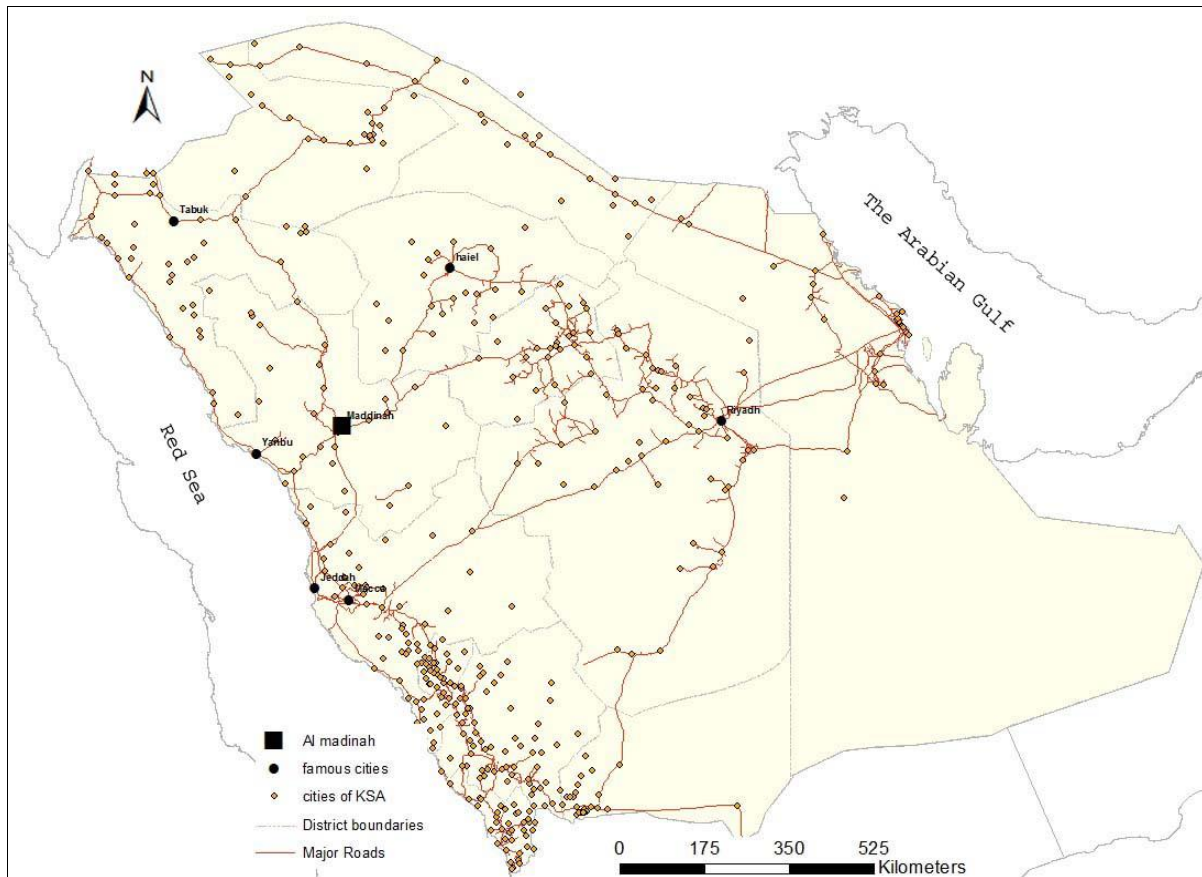 N
Tabuk
haiel
The Arabian Gulf
Maddinah
Riyadh
Yanbu
Red Sea
Jeddah
Macca
Al madinah
famous cities
cities of KSA
District boundaries
Major Roads
0 175 350 525
Kilometers